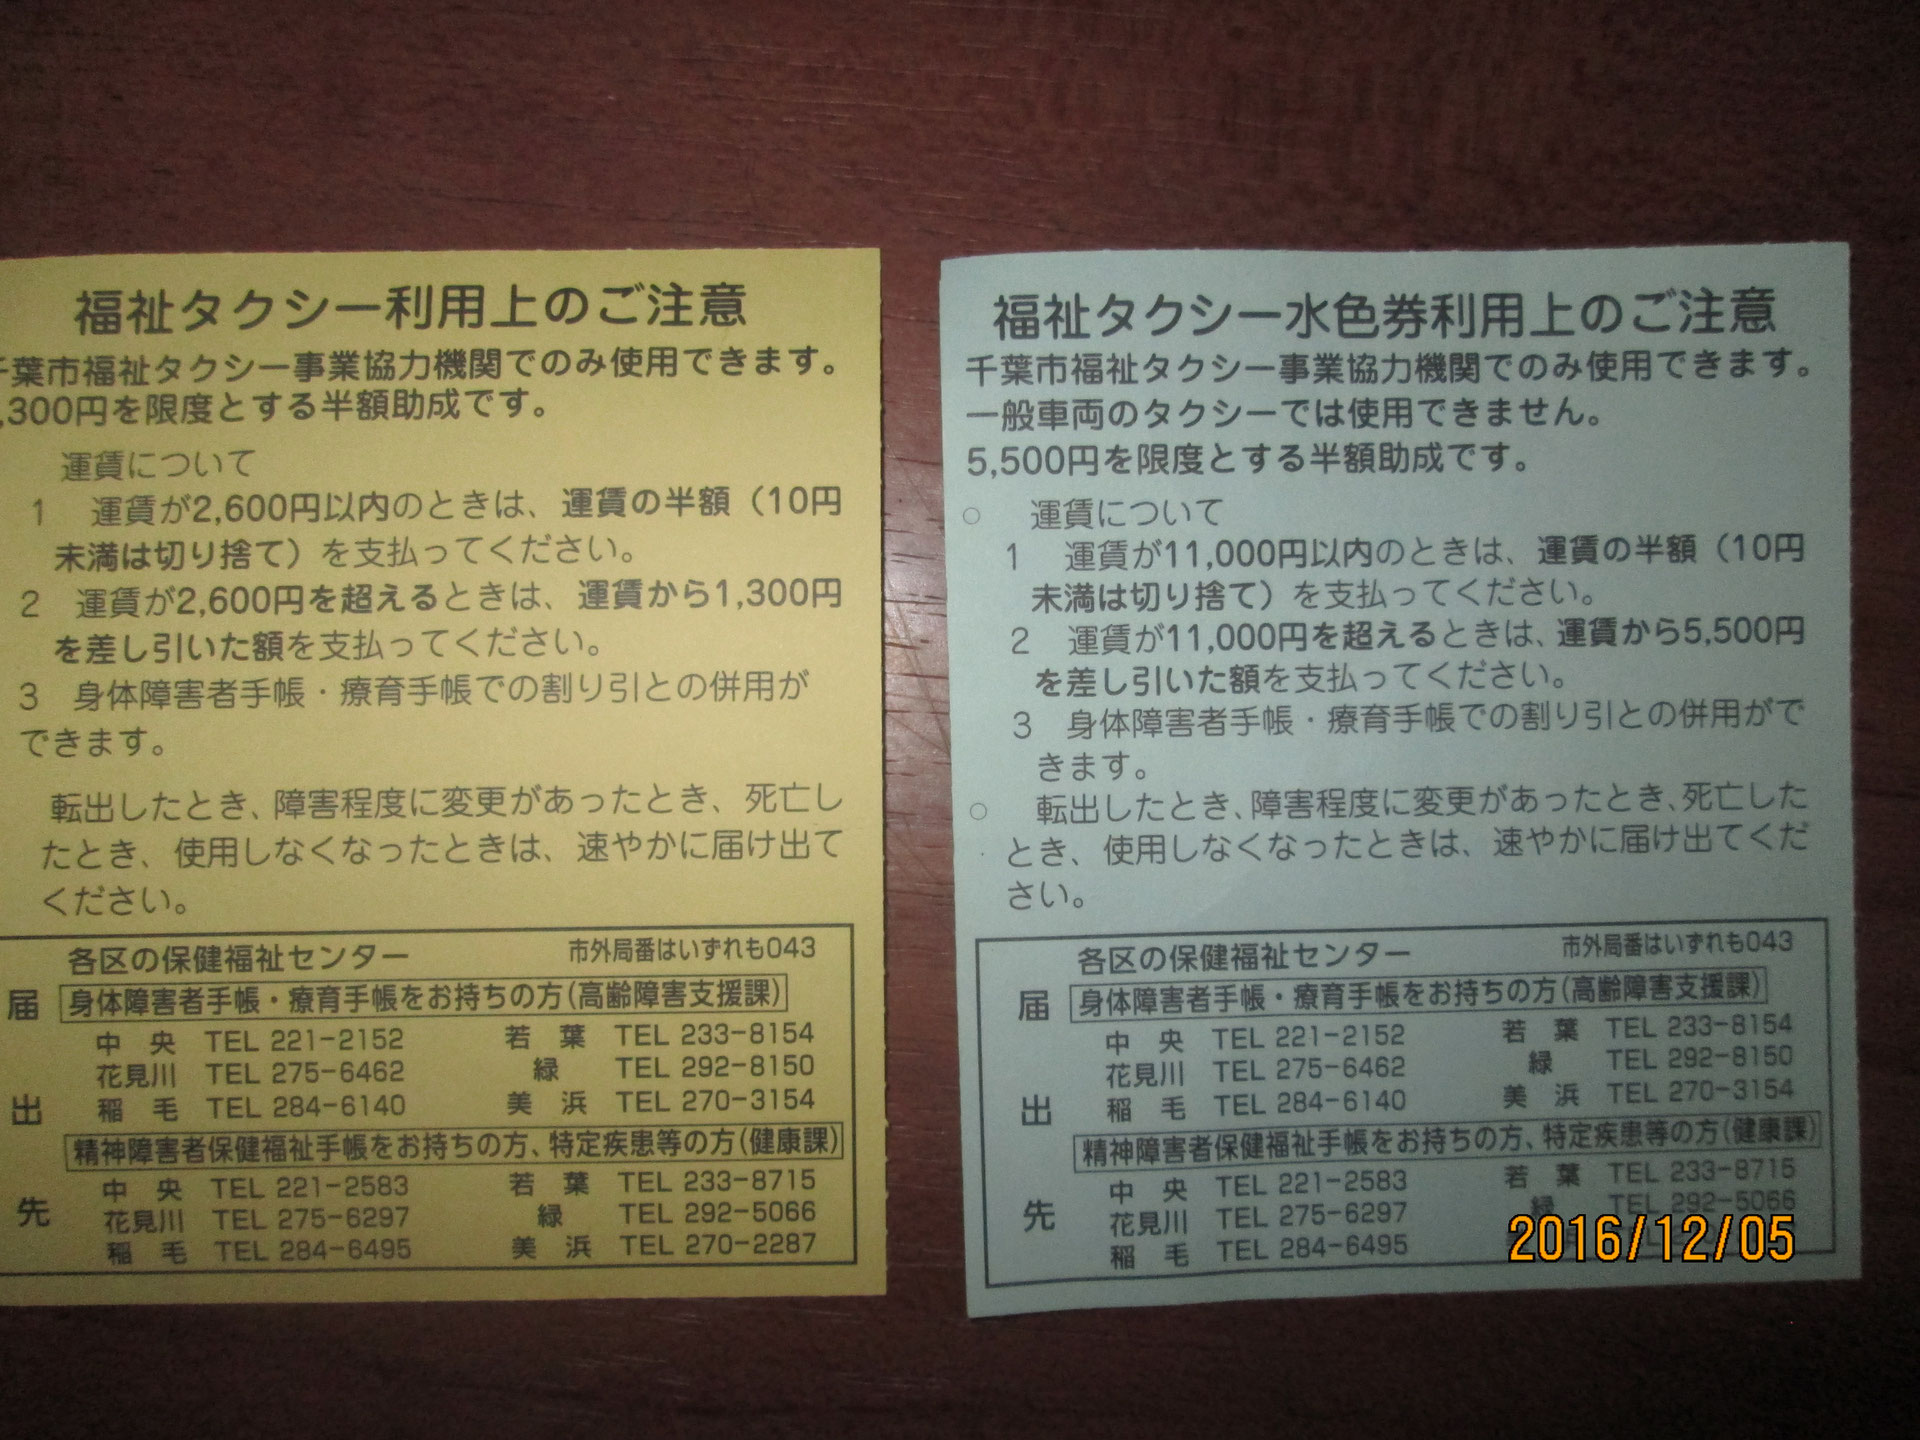 福祉タクシー利用上のご注意
千葉市福祉タクシー事業協力機関でのみ使用できます。
,300円を限度とする半額助成です。
運賃について
1 運賃が2,600円以内のときは、運賃の半額（10円
未満は切り捨て）を支払ってください。
2 運賃が2,600円を超えるときは、運賃から1,300円
を差し引いた額を支払ってください。
3 身体障害者手帳・療育手帳での割り引との併用が
できます。
転出したとき、障害程度に変更があったとき、死亡し
たとき、使用しなくなったときは、速やかに届け出て
ください。
各区の保健福祉センター 市外局番はいずれも043
届出先
身体障害者手帳・療育手帳をお持ちの方（高齢障害支援課）
中央 TEL 221-2152 若葉 TEL 233-8154
花見川 TEL 275-6462 緑 TEL 292-8150
稲毛 TEL 284-6140 美浜 TEL 270-3154
精神障害者保健福祉手帳をお持ちの方、特定疾患等の方（健康課）
中央 TEL 221-2583 若葉 TEL 233-8715
花見川 TEL 275-6297 緑 TEL 292-5066
稲毛 TEL 284-6495 美浜 TEL 270-2287
福祉タクシー水色券利用上のご注意
千葉市福祉タクシー事業協力機関でのみ使用できます。
一般車両のタクシーでは使用できません。
5,500円を限度とする半額助成です。
○ 運賃について
1 運賃が11,000円以内のときは、運賃の半額（10円
未満は切り捨て）を支払ってください。
2 運賃が11,000円を超えるときは、運賃から5,500円
を差し引いた額を支払ってください。
3 身体障害者手帳・療育手帳での割り引との併用がで
きます。
○ 転出したとき、障害程度に変更があったとき、死亡した
とき、使用しなくなったときは、速やかに届け出てくだ
さい。
各区の保健福祉センター 市外局番はいずれも043
届出先
身体障害者手帳・療育手帳をお持ちの方（高齢障害支援課）
中央 TEL 221-2152 若葉 TEL 233-8154
花見川 TEL 275-6462 緑 TEL 292-8150
稲毛 TEL 284-6140 美浜 TEL 270-3154
精神障害者保健福祉手帳をお持ちの方、特定疾患等の方（健康課）
中央 TEL 221-2583 若葉 TEL 233-8715
花見川 TEL 275-6297 緑 TEL 292-5066
稲毛 TEL 284-6495
2016/12/05